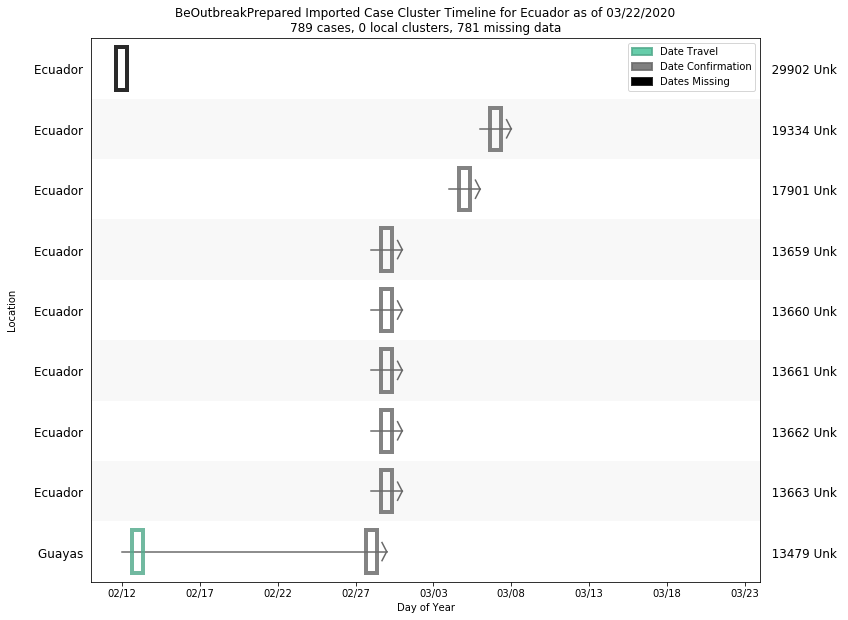 BeOutbreakPrepared Imported Case Cluster Timeline for Ecuador as of 03/22/2020
789 cases, 0 local clusters, 781 missing data
Date Travel
Date Confirmation
Dates Missing
Ecuador 29902 Unk
Ecuador 19334 Unk
Ecuador 17901 Unk
Ecuador 13659 Unk
Ecuador 13660 Unk
Ecuador 13661 Unk
Ecuador 13662 Unk
Ecuador 13663 Unk
Guayas 13479 Unk
Location
02/12 02/17 02/22 02/27 03/03 03/08 03/13 03/18 03/23
Day of Year